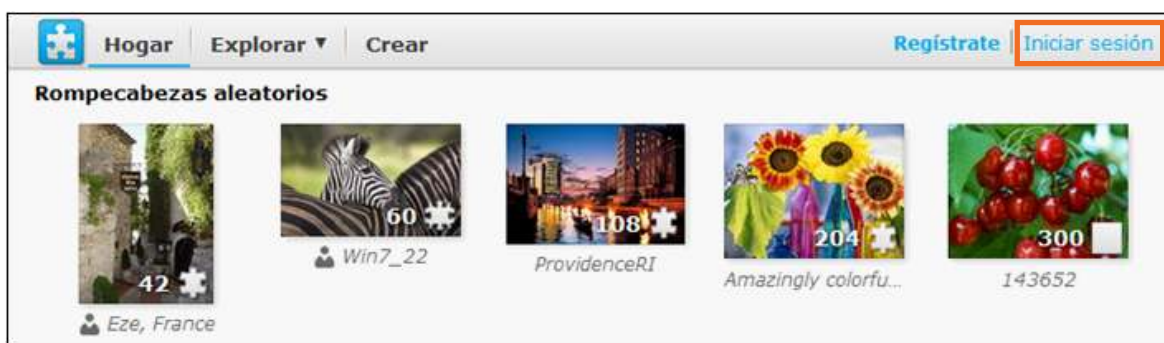 Hogar Explorar ▼ Crear Regístrate | Iniciar sesión
Rompecabezas aleatorios
42
Eze, France
60
Win7_22
108
ProvidenceRI
204
Amazingly colorfu...
300
143652